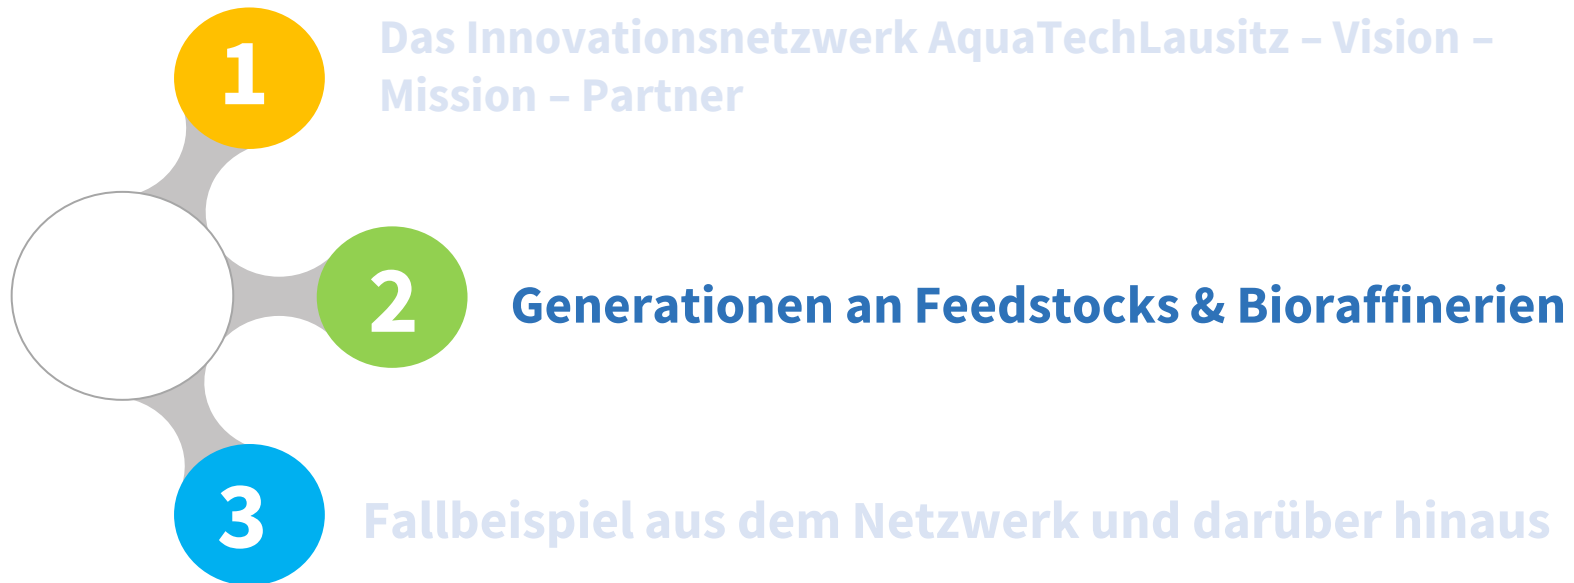 1
Das Innovationsnetzwerk AquaTechLausitz – Vision –
Mission – Partner
2
Generationen an Feedstocks & Bioraffinerien
3
Fallbeispiel aus dem Netzwerk und darüber hinaus